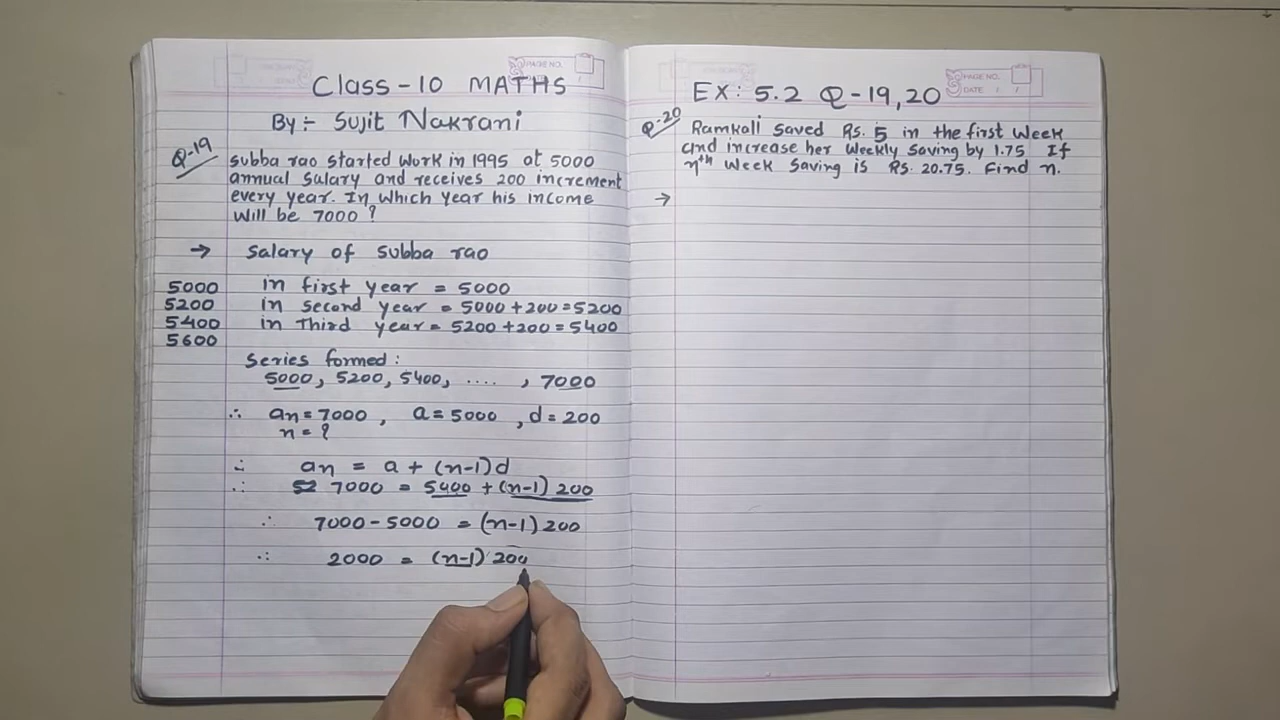 Class-10 MATHS
By :- Sujit Nakrani
Q-19
Subba rao started work in 1995 at 5000
annual salary and receives 200 increment
every year. In which year his income
will be 7000 ?
→ Salary of Subba rao
5000 in first year = 5000
5200 in second year = 5000 + 200 = 5200
5400 in Third year = 5200 + 200 = 5400
5600
Series formed :
5000, 5200, 5400, ...., 7000
∴ an = 7000, a = 5000, d = 200
n = ?
∴ an = a + (n-1)d
∴ 7000 = 5400 + (n-1) 200
∴ 7000 - 5000 = (n-1) 200
∴ 2000 = (n-1) 200
PAGE NO.
DATE / /
EX : 5.2 Q-19,20
Q-20
Ramkali saved Rs. 5 in the first week
and increase her weekly saving by 1.75 If
nth week saving is Rs. 20.75. Find n.
→